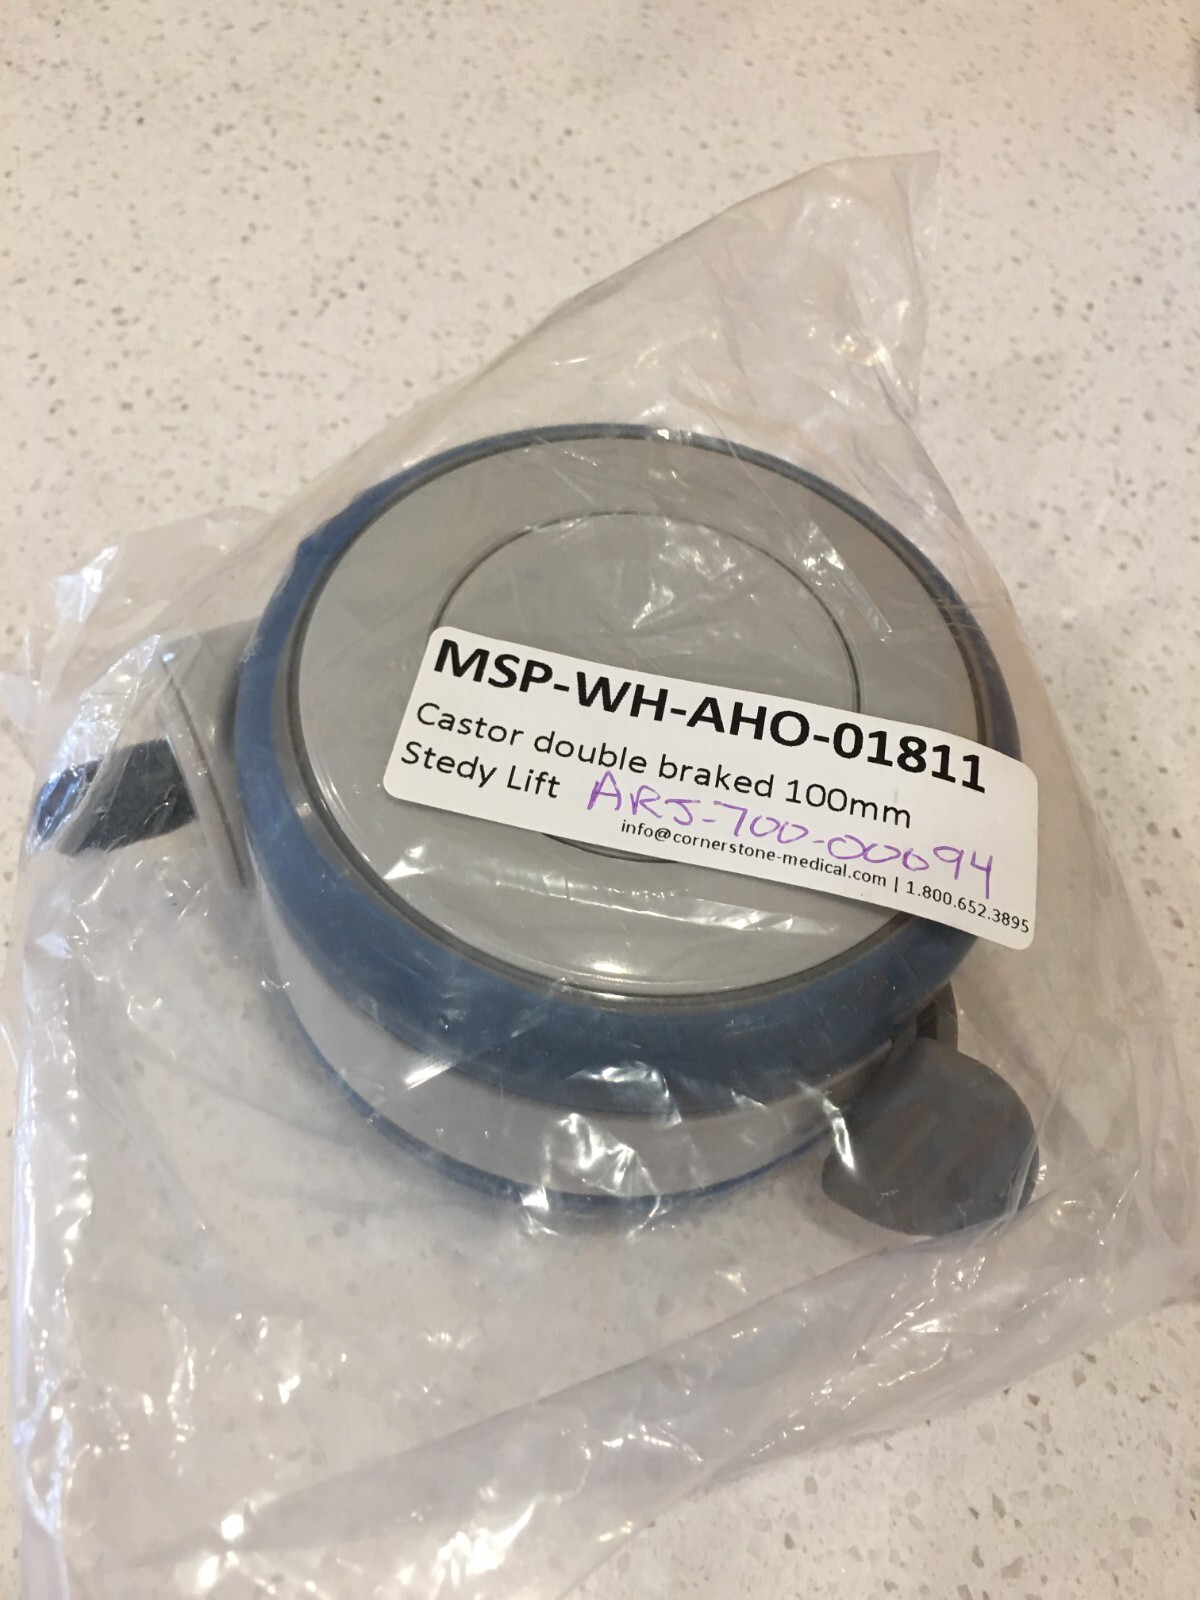 MSP-WH-AHO-01811
Castor double braked 100mm
Stedy Lift ARJ-700-00094
info@cornerstone-medical.com | 1.800.652.3895